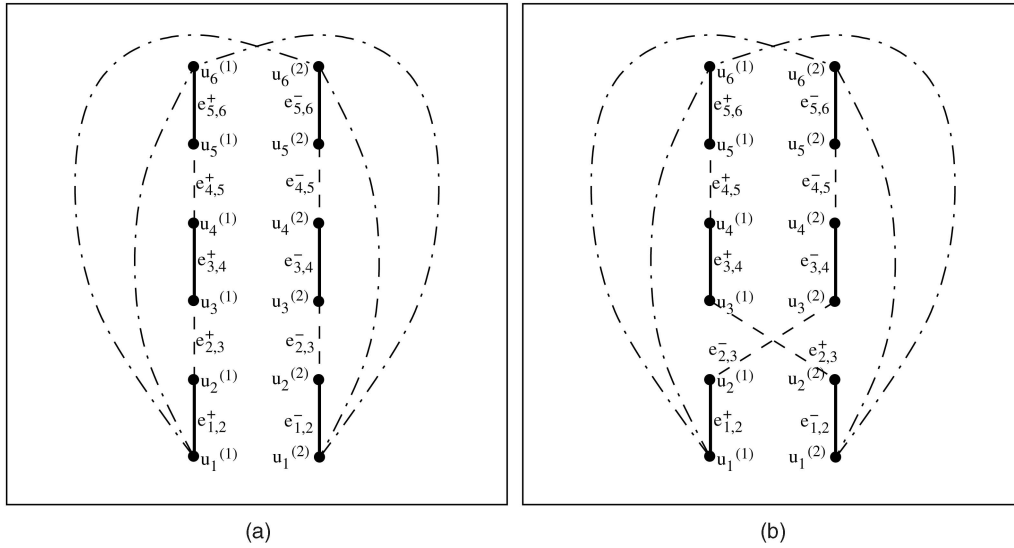 u₆⁽¹⁾ u₆⁽²⁾
e⁺₅,₆ e⁻₅,₆
u₅⁽¹⁾ u₅⁽²⁾
e⁺₄,₅ e⁻₄,₅
u₄⁽¹⁾ u₄⁽²⁾
e⁺₃,₄ e⁻₃,₄
u₃⁽¹⁾ u₃⁽²⁾
e⁺₂,₃ e⁻₂,₃
u₂⁽¹⁾ u₂⁽²⁾
e⁺₁,₂ e⁻₁,₂
u₁⁽¹⁾ u₁⁽²⁾
(a)
u₆⁽¹⁾ u₆⁽²⁾
e⁺₅,₆ e⁻₅,₆
u₅⁽¹⁾ u₅⁽²⁾
e⁺₄,₅ e⁻₄,₅
u₄⁽¹⁾ u₄⁽²⁾
e⁺₃,₄ e⁻₃,₄
u₃⁽¹⁾ u₃⁽²⁾
e⁻₂,₃ e⁺₂,₃
u₂⁽¹⁾ u₂⁽²⁾
e⁺₁,₂ e⁻₁,₂
u₁⁽¹⁾ u₁⁽²⁾
(b)